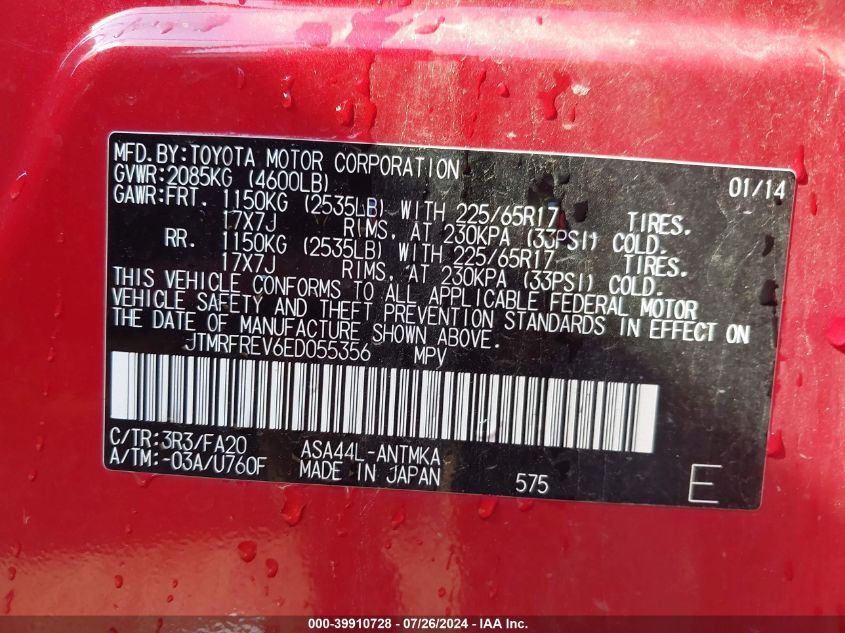 MFD.BY:TOYOTA MOTOR CORPORATION 01/14
GVWR:2085KG (4600LB)
GAWR:FRT. 1150KG (2535LB) WITH 225/65R17 TIRES.
17X7J RIMS, AT 230KPA (33PSI) COLD.
RR. 1150KG (2535LB) WITH 225/65R17 TIRES.
17X7J RIMS, AT 230KPA (33PSI) COLD.
THIS VEHICLE CONFORMS TO ALL APPLICABLE FEDERAL MOTOR
VEHICLE SAFETY AND THEFT PREVENTION STANDARDS IN EFFECT ON
THE DATE OF MANUFACTURE SHOWN ABOVE.
JTMRFREV6ED055356 MPV
C/TR:3R3/FA20 ASA44L-ANTMKA
A/TM:-03A/U760F MADE IN JAPAN 575 E
000-39910728 - 07/26/2024 - IAA Inc.